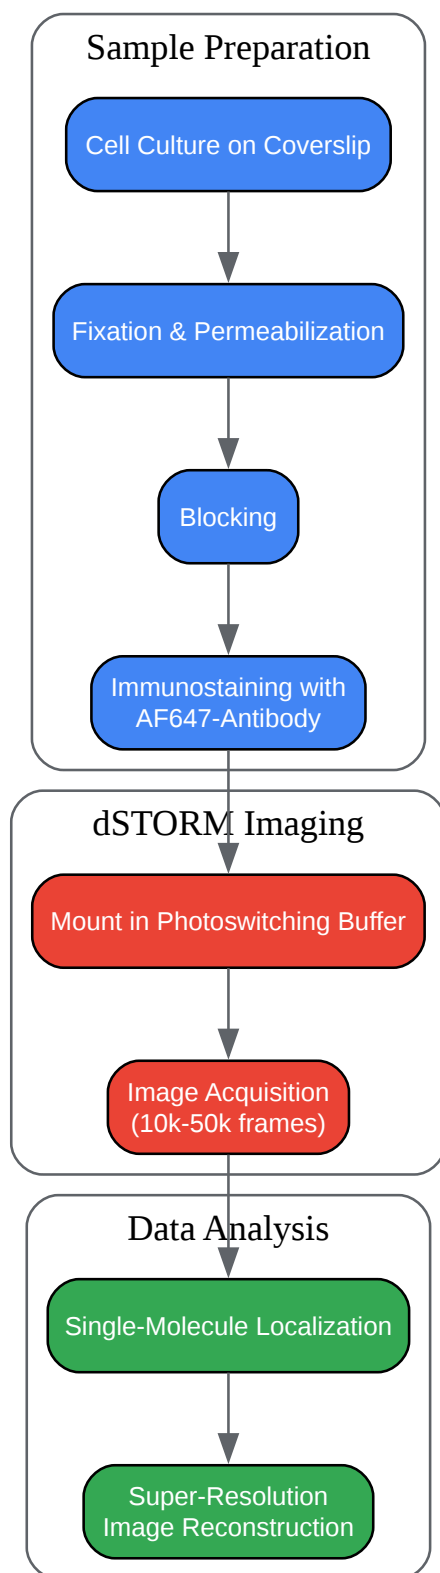 Sample Preparation
Cell Culture on Coverslip
Fixation & Permeabilization
Blocking
Immunostaining with
AF647-Antibody
dSTORM Imaging
Mount in Photoswitching Buffer
Image Acquisition
(10k-50k frames)
Data Analysis
Single-Molecule Localization
Super-Resolution
Image Reconstruction